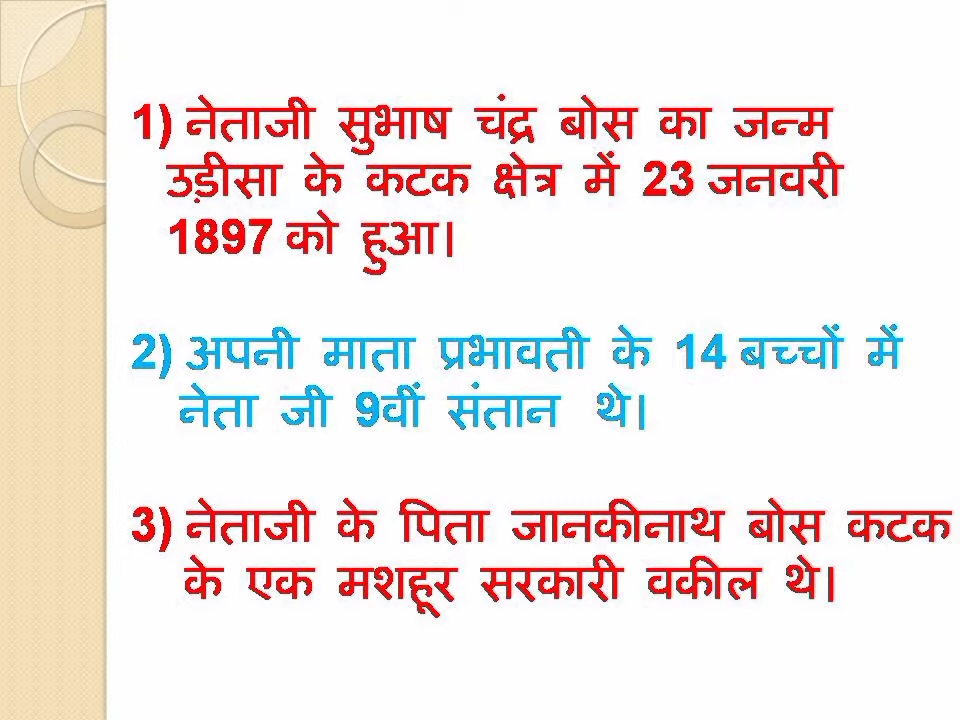 1) नेताजी सुभाष चंद्र बोस का जन्म
उड़ीसा के कटक क्षेत्र में 23 जनवरी
1897 को हुआ।
2) अपनी माता प्रभावती के 14 बच्चों में
नेता जी 9वीं संतान थे।
3) नेताजी के पिता जानकीनाथ बोस कटक
के एक मशहूर सरकारी वकील थे।